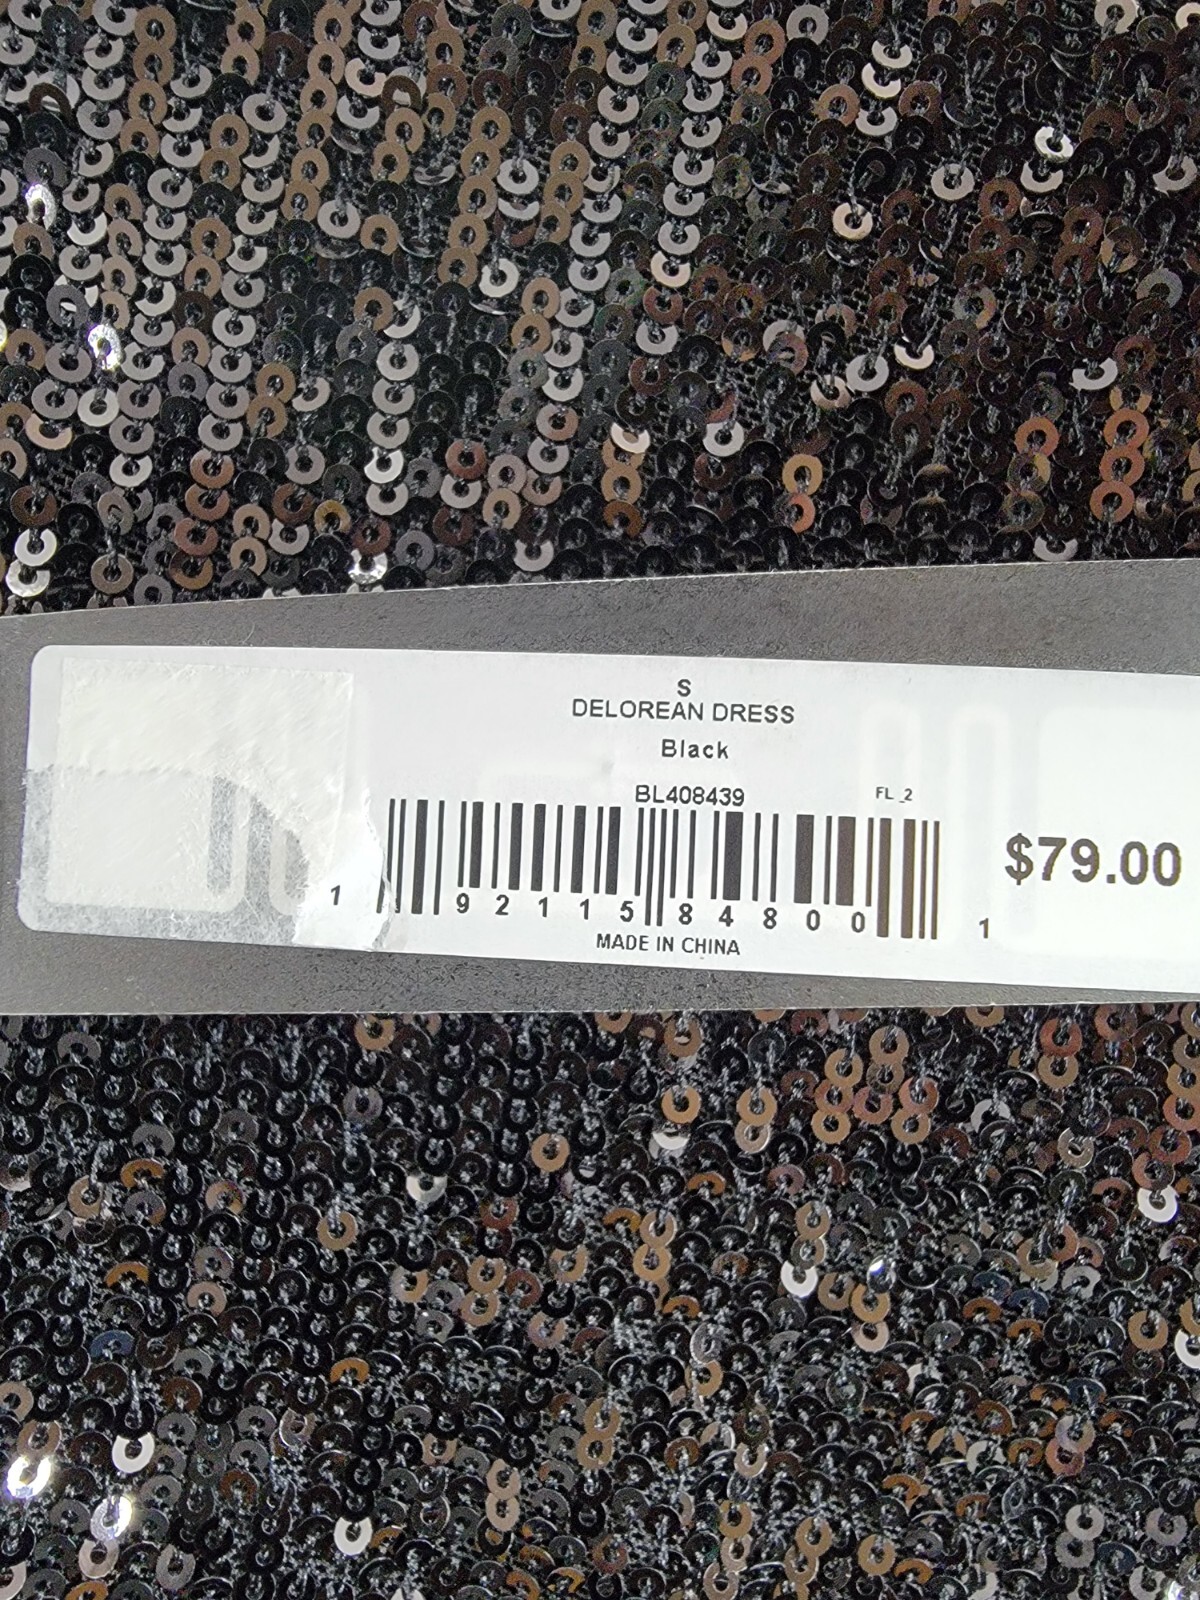 S
DELOREAN DRESS
Black
BL408439
FL_2
$79.00
1 92115 84800 1
MADE IN CHINA